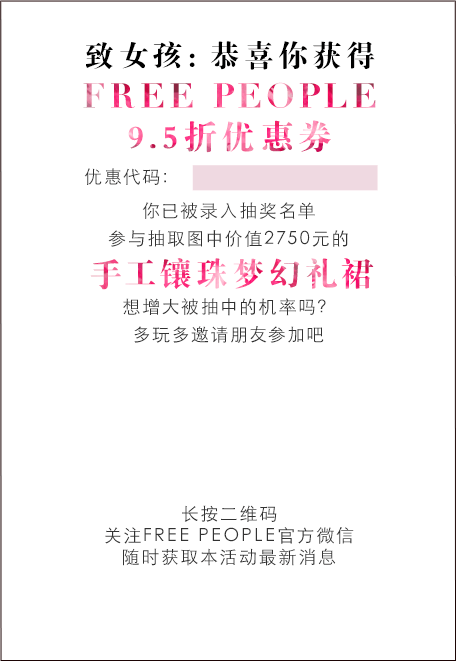 致女孩：恭喜你获得
FREE PEOPLE
9.5折优惠券
优惠代码：
你已被录入抽奖名单
参与抽取图中价值2750元的
手工镶珠梦幻礼裙
想增大被抽中的机率吗？
多玩多邀请朋友参加吧
长按二维码
关注FREE PEOPLE官方微信
随时获取本活动最新消息